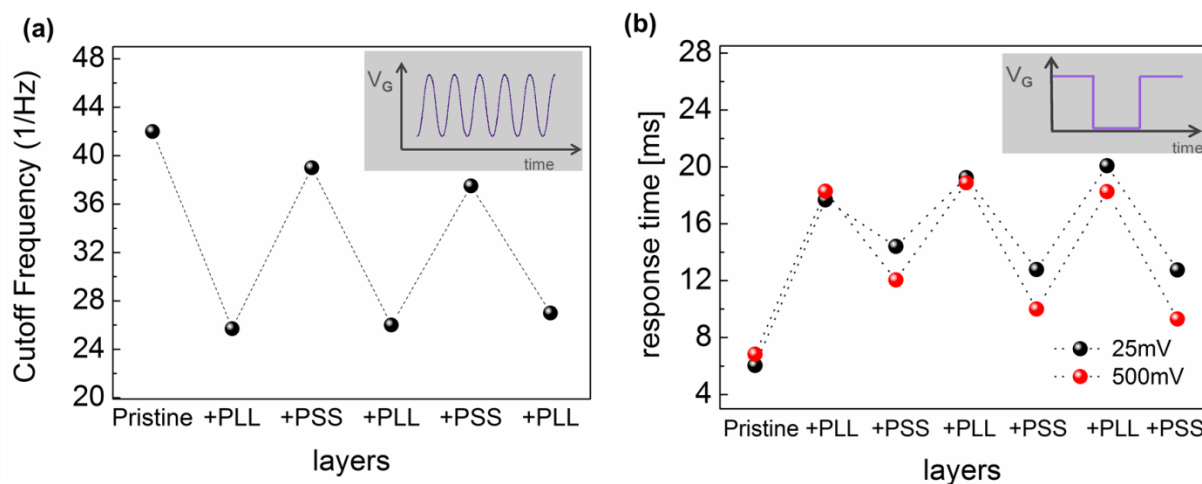 (a)
Cutoff Frequency (1/Hz)
48
44
40
36
32
28
24
20
V_G
time
Pristine +PLL +PSS +PLL +PSS +PLL
layers
(b)
response time [ms]
28
24
20
16
12
8
4
V_G
time
25mV
500mV
Pristine +PLL +PSS +PLL +PSS +PLL +PSS
layers